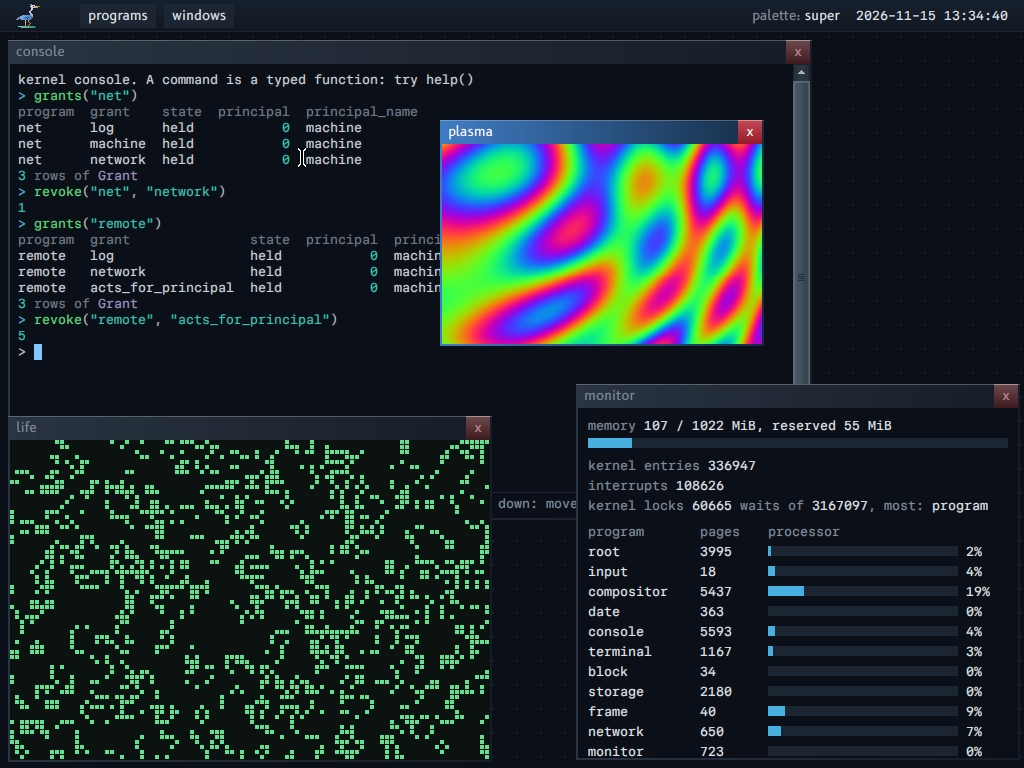 programs windows palette: super 2026-11-15 13:34:40
console x
kernel console. A command is a typed function: try help()
> grants("net")
program grant state principal principal_name
net log held 0 machine
net machine held 0 machine
net network held 0 machine
3 rows of Grant
> revoke("net", "network")
1
> grants("remote")
program grant state principal princi
remote log held 0 machin
remote network held 0 machin
remote acts_for_principal held 0 machin
3 rows of Grant
> revoke("remote", "acts_for_principal")
5
>
plasma x
life x
down: move
monitor x
memory 107 / 1022 MiB, reserved 55 MiB
kernel entries 336947
interrupts 108626
kernel locks 60665 waits of 3167097, most: program
program pages processor
root 3995 2%
input 18 4%
compositor 5437 19%
date 363 0%
console 5593 4%
terminal 1167 3%
block 34 0%
storage 2180 0%
frame 40 9%
network 650 7%
monitor 723 0%